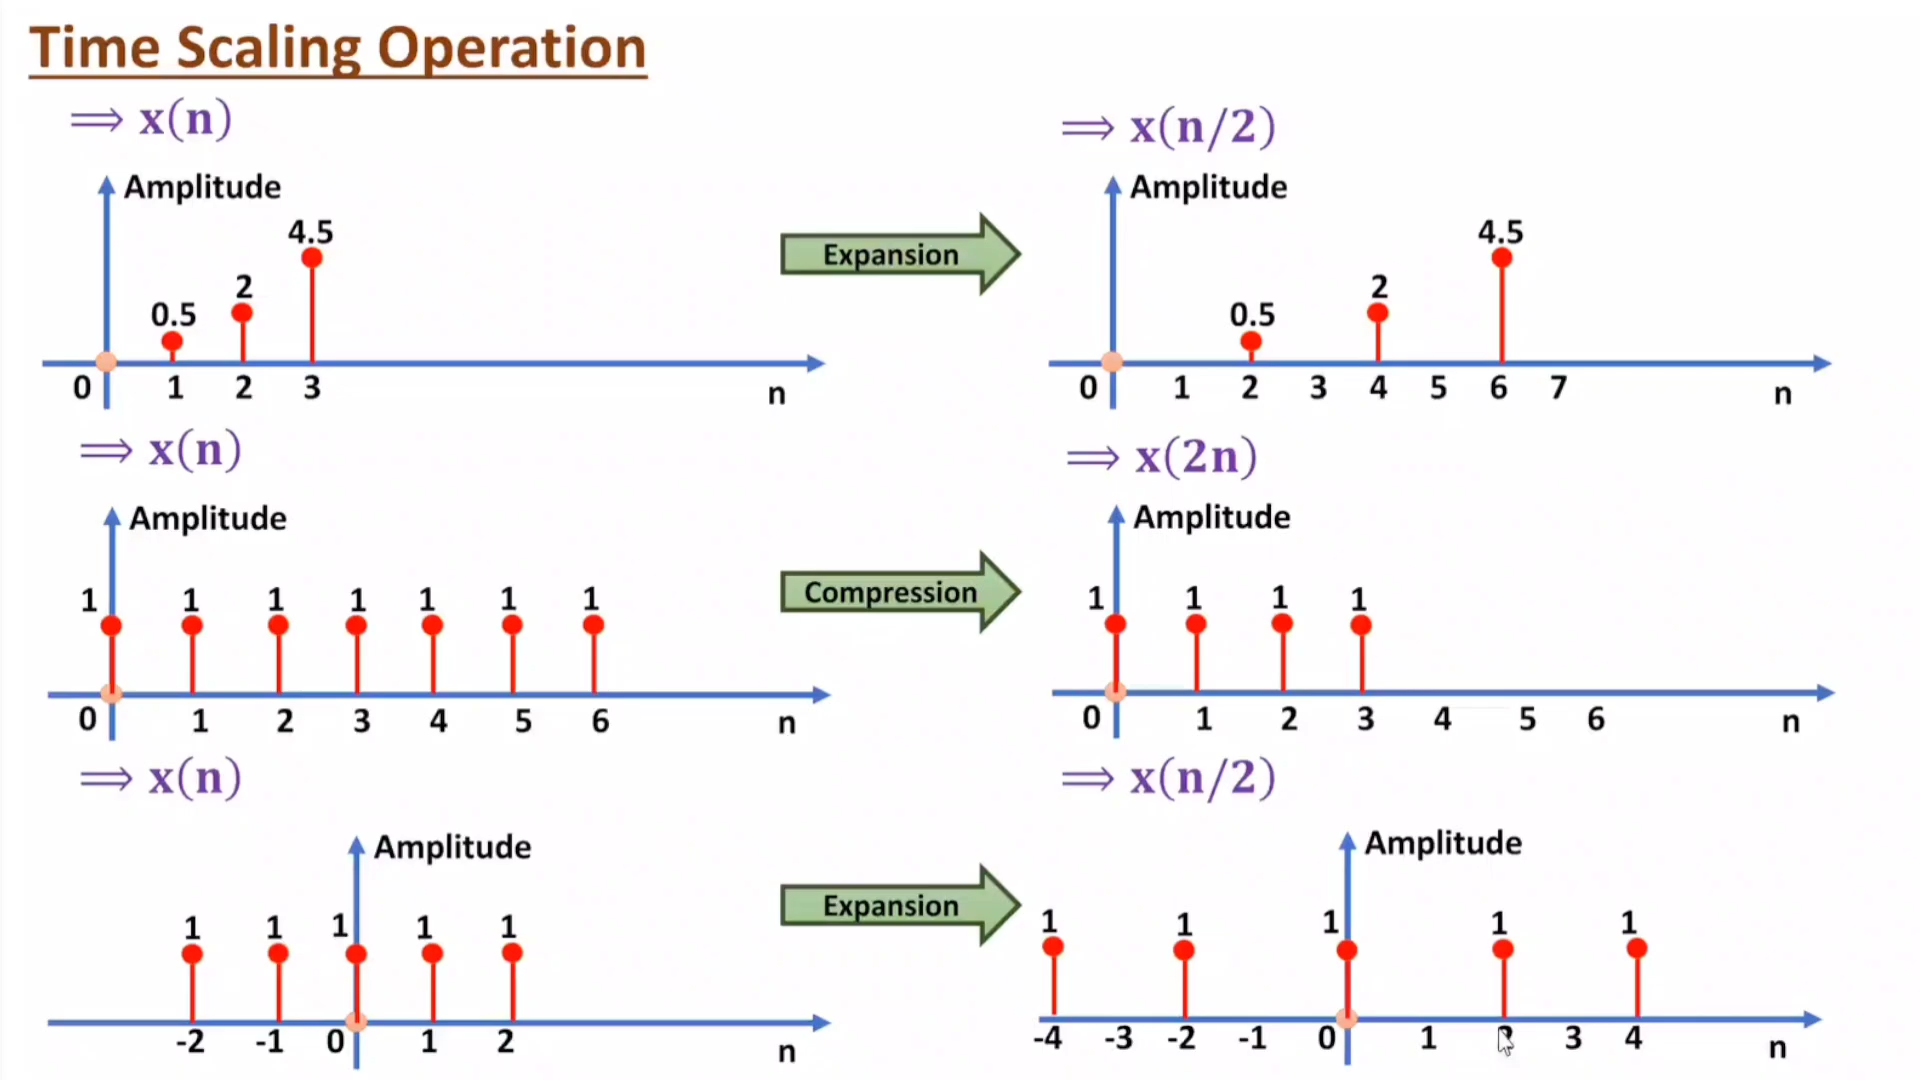 Time Scaling Operation
⟹ x(n)
⟹ x(n/2)
Amplitude
Amplitude
4.5
4.5
Expansion
2
2
0.5
0.5
0 1 2 3 n
0 1 2 3 4 5 6 7 n
⟹ x(n)
⟹ x(2n)
Amplitude
Amplitude
1 1 1 1 1 1 1
Compression
1 1 1 1
0 1 2 3 4 5 6 n
0 1 2 3 4 5 6 n
⟹ x(n)
⟹ x(n/2)
Amplitude
Amplitude
1 1 1 1 1
Expansion
1 1 1 1 1
-2 -1 0 1 2 n
-4 -3 -2 -1 0 1 2 3 4 n